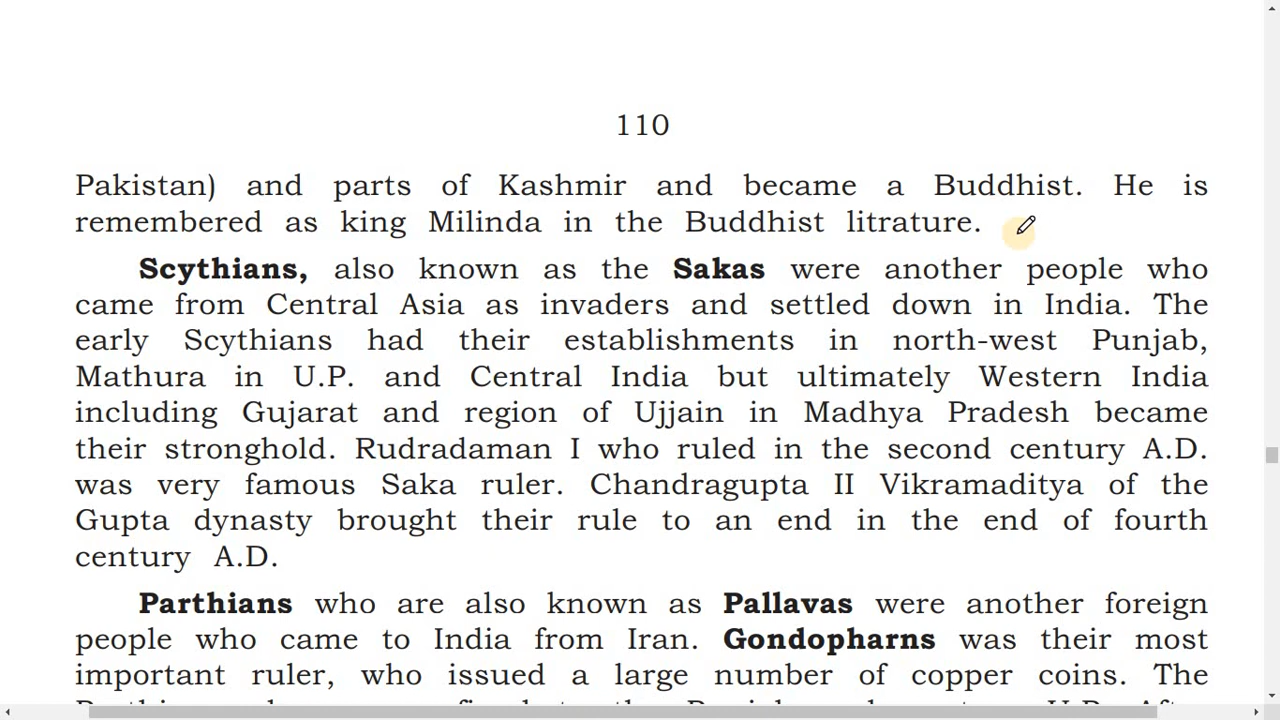 110
Pakistan) and parts of Kashmir and became a Buddhist. He is
remembered as king Milinda in the Buddhist litrature.
Scythians, also known as the Sakas were another people who
came from Central Asia as invaders and settled down in India. The
early Scythians had their establishments in north-west Punjab,
Mathura in U.P. and Central India but ultimately Western India
including Gujarat and region of Ujjain in Madhya Pradesh became
their stronghold. Rudradaman I who ruled in the second century A.D.
was very famous Saka ruler. Chandragupta II Vikramaditya of the
Gupta dynasty brought their rule to an end in the end of fourth
century A.D.
Parthians who are also known as Pallavas were another foreign
people who came to India from Iran. Gondopharns was their most
important ruler, who issued a large number of copper coins. The